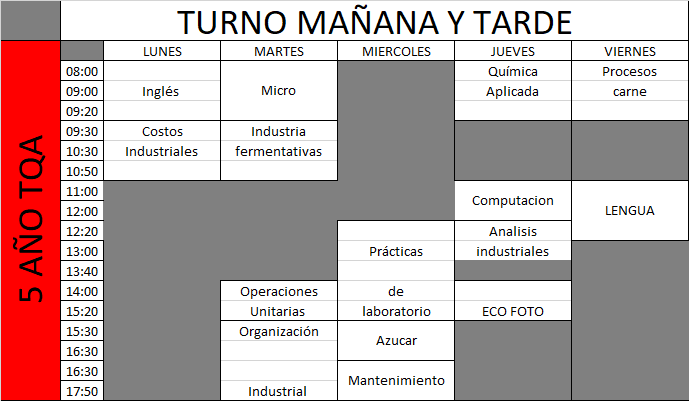 TURNO MAÑANA Y TARDE
5 AÑO TQA
LUNES MARTES MIERCOLES JUEVES VIERNES
08:00 Química Procesos
09:00 Inglés Micro Aplicada carne
09:20
09:30 Costos Industria
10:30 Industriales fermentativas
10:50
11:00
Computacion
12:00
LENGUA
12:20 Analisis
13:00 Prácticas industriales
13:40
14:00 Operaciones de
15:20 Unitarias laboratorio ECO FOTO
15:30 Organización
Azucar
16:30
16:30
Mantenimiento
17:50 Industrial